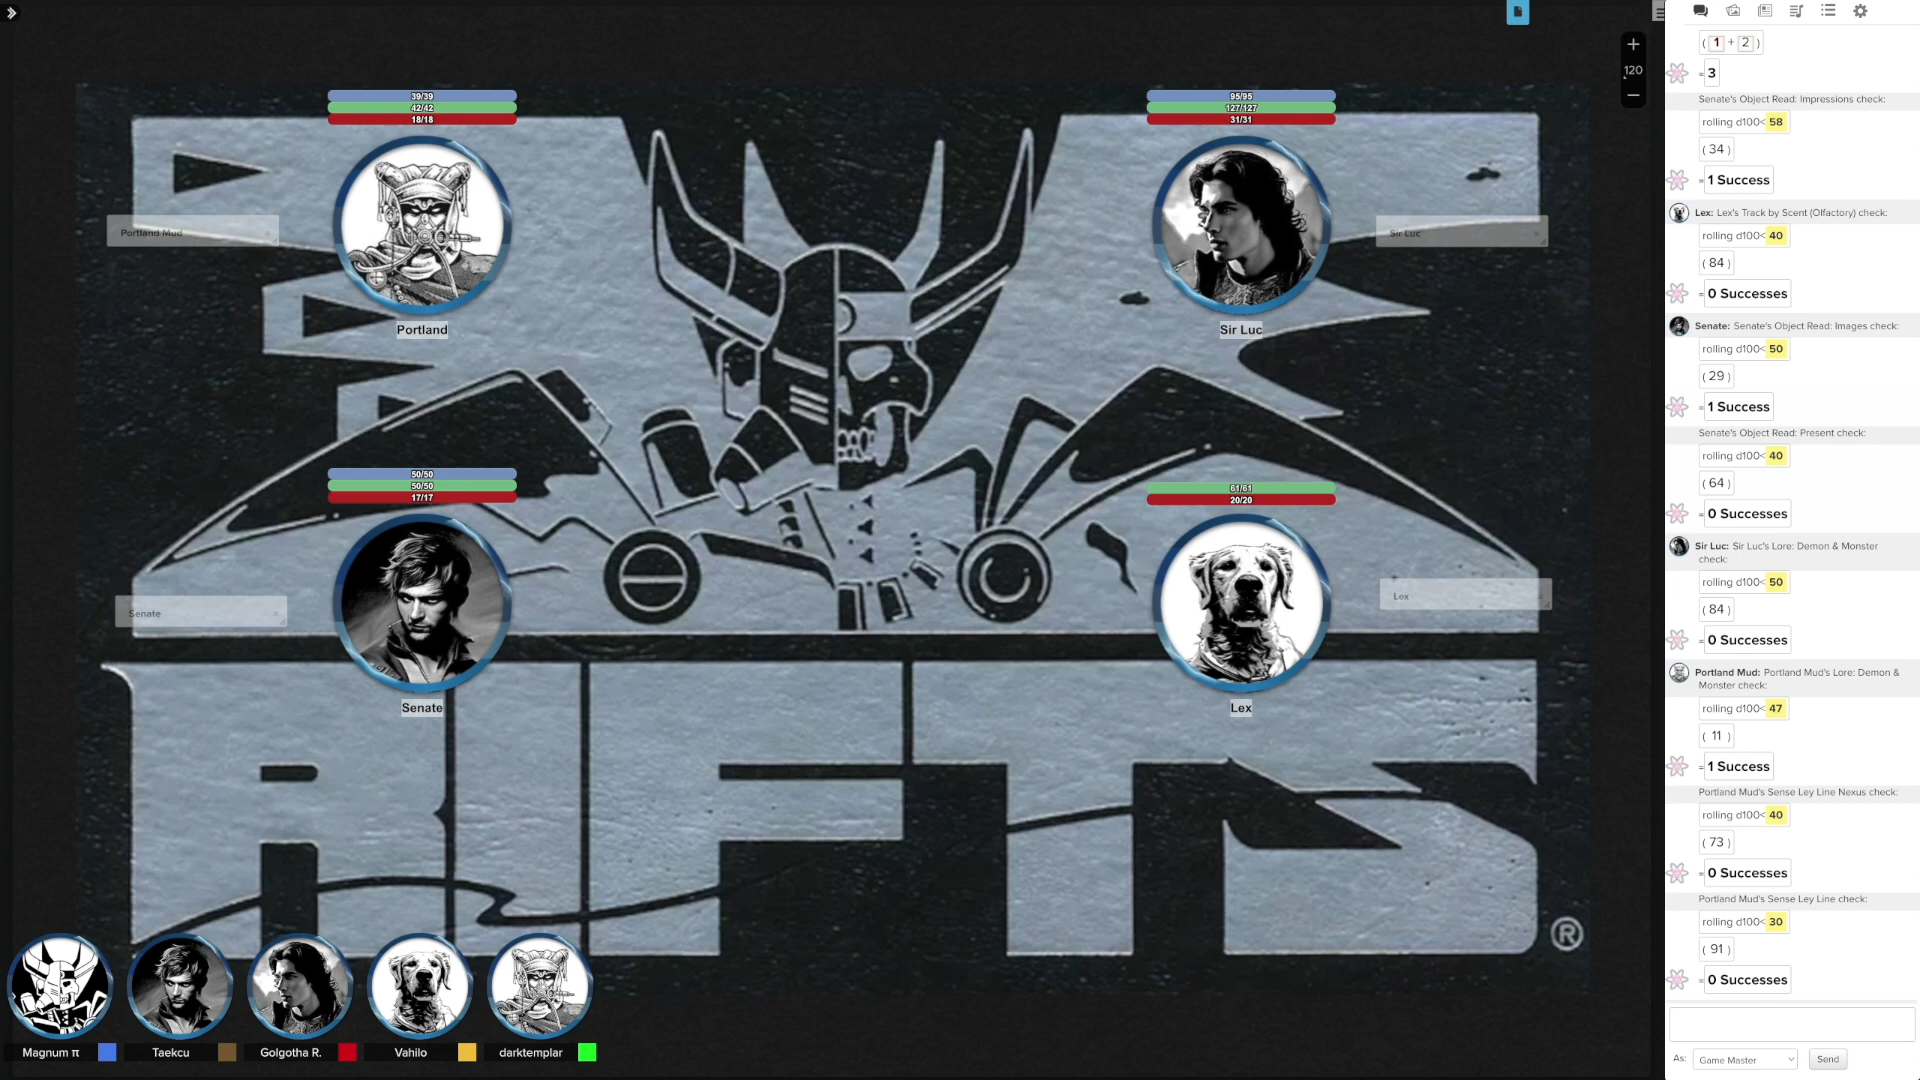 120
39/39
42/42
18/18
Portland Mud
Portland
95/95
127/127
31/31
Sir Luc
Sir Luc
50/50
50/50
17/17
Senate
Senate
61/61
20/20
Lex
Lex
RIFTS
®
Magnum π
Taekcu
Golgotha R.
Vahilo
darktemplar
( 1 + 2 )
= 3
Senate's Object Read: Impressions check:
rolling d100< 58
( 34 )
= 1 Success
Lex: Lex's Track by Scent (Olfactory) check:
rolling d100< 40
( 84 )
= 0 Successes
Senate: Senate's Object Read: Images check:
rolling d100< 50
( 29 )
= 1 Success
Senate's Object Read: Present check:
rolling d100< 40
( 64 )
= 0 Successes
Sir Luc: Sir Luc's Lore: Demon & Monster
check:
rolling d100< 50
( 84 )
= 0 Successes
Portland Mud: Portland Mud's Lore: Demon &
Monster check:
rolling d100< 47
( 11 )
= 1 Success
Portland Mud's Sense Ley Line Nexus check:
rolling d100< 40
( 73 )
= 0 Successes
Portland Mud's Sense Ley Line check:
rolling d100< 30
( 91 )
= 0 Successes
As: Game Master Send